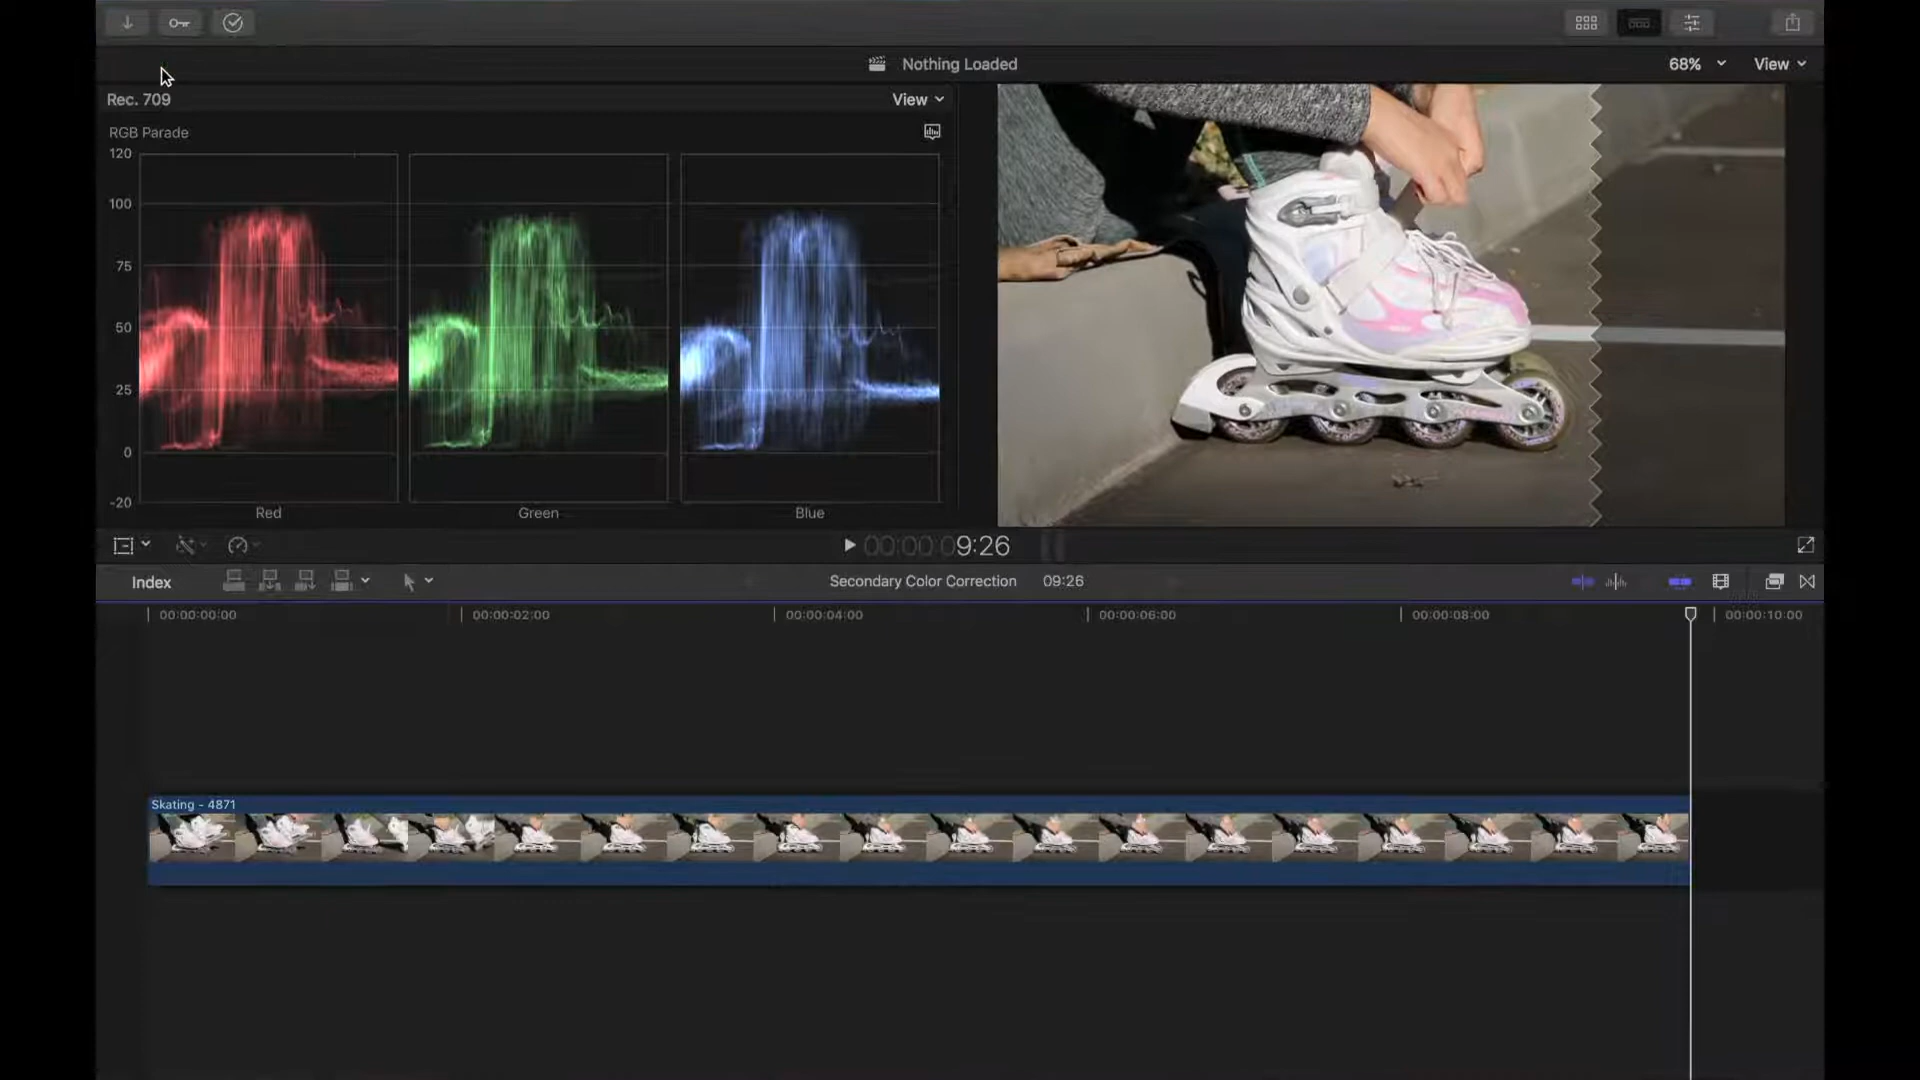 Nothing Loaded
68%
View
Rec. 709
View
RGB Parade
120
100
75
50
25
0
-20
Red
Green
Blue
00:00:09:26
Index
Secondary Color Correction
09:26
00:00:00:00
00:00:02:00
00:00:04:00
00:00:06:00
00:00:08:00
00:00:10:00
Skating - 4871